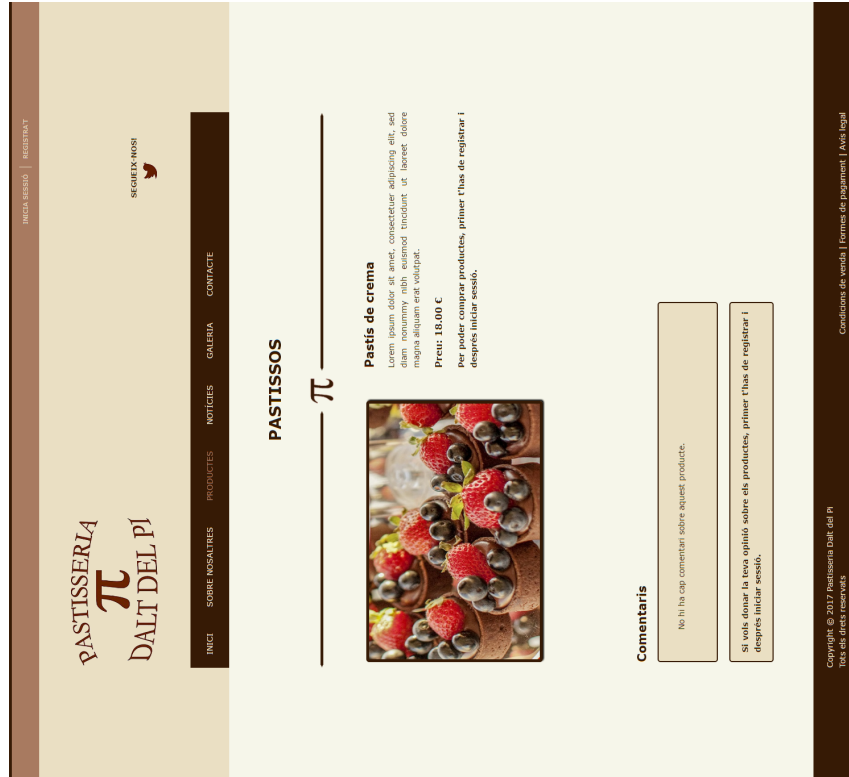 INICIA SESSIÓ | REGISTRA'T
PASTISSERIA
π
DALT DEL PI
SEGUEIX-NOS!
INICI SOBRE NOSALTRES PRODUCTES NOTÍCIES GALERIA CONTACTE
PASTISSOS
π
Pastís de crema
Lorem ipsum dolor sit amet, consectetuer adipiscing elit, sed
diam nonummy nibh euismod tincidunt ut laoreet dolore
magna aliquam erat volutpat.
Preu: 18.00 €
Per poder comprar productes, primer t'has de registrar i
després iniciar sessió.
Comentaris
No hi ha cap comentari sobre aquest producte.
Si vols donar la teva opinió sobre els productes, primer t'has de registrar i
després iniciar sessió.
Copyright © 2017 Pastisseria Dalt del Pi
Tots els drets reservats
Condicions de venda | Formes de pagament | Avís legal